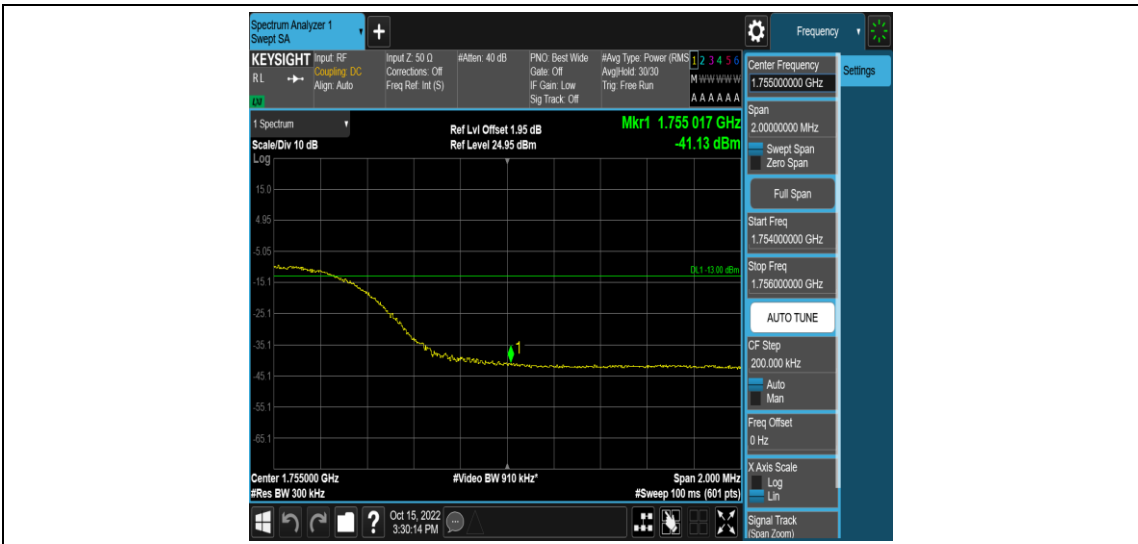 Spectrum Analyzer 1
Swept SA
+
Frequency
KEYSIGHT
RL
LXI
Input: RF
Coupling: DC
Align: Auto
Input Z: 50 Ω
Corrections: Off
Freq Ref: Int (S)
#Atten: 40 dB
PNO: Best Wide
Gate: Off
IF Gain: Low
Sig Track: Off
#Avg Type: Power (RMS
Avg|Hold: 30/30
Trig: Free Run
1 2 3 4 5 6
M W W W W W
A A A A A A
Center Frequency
1.755000000 GHz
Settings
1 Spectrum
Scale/Div 10 dB
Ref Lvl Offset 1.95 dB
Ref Level 24.95 dBm
Mkr1 1.755 017 GHz
-41.13 dBm
Log
15.0
4.95
-5.05
-15.1
-25.1
-35.1
-45.1
-55.1
-65.1
DL1 -13.00 dBm
1
Center 1.755000 GHz
#Res BW 300 kHz
#Video BW 910 kHz*
Span 2.000 MHz
#Sweep 100 ms (601 pts)
Span
2.00000000 MHz
Swept Span
Zero Span
Full Span
Start Freq
1.754000000 GHz
Stop Freq
1.756000000 GHz
AUTO TUNE
CF Step
200.000 kHz
Auto
Man
Freq Offset
0 Hz
X Axis Scale
Log
Lin
Signal Track
(Span Zoom)
?
Oct 15, 2022
3:30:14 PM